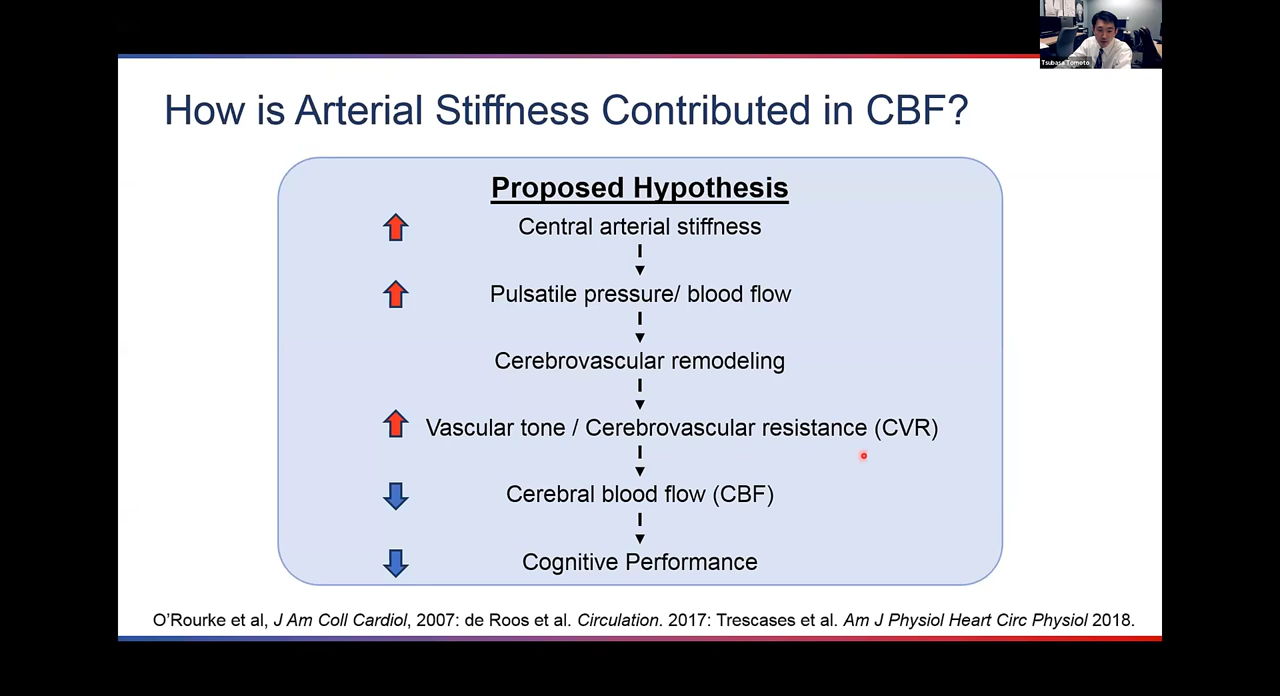 Tsubasa Tomoto
How is Arterial Stiffness Contributed in CBF?
Proposed Hypothesis
Central arterial stiffness
Pulsatile pressure/ blood flow
Cerebrovascular remodeling
Vascular tone / Cerebrovascular resistance (CVR)
Cerebral blood flow (CBF)
Cognitive Performance
O'Rourke et al, J Am Coll Cardiol, 2007: de Roos et al. Circulation. 2017: Trescases et al. Am J Physiol Heart Circ Physiol 2018.